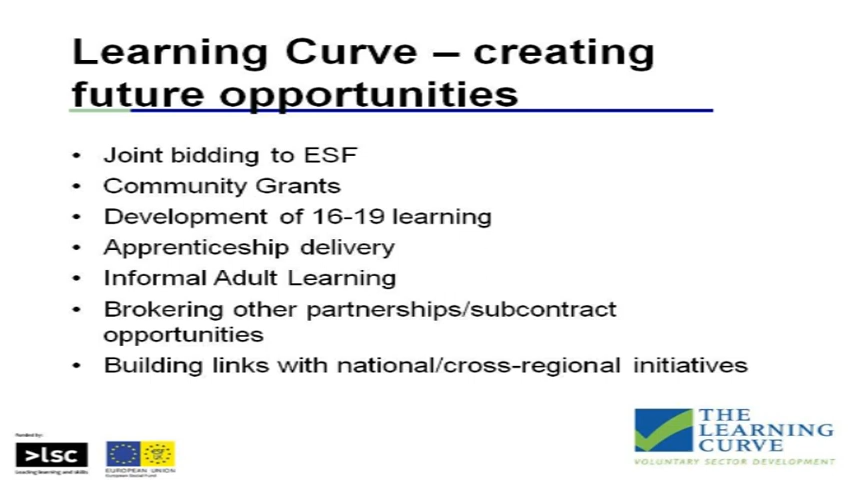 Learning Curve – creating
future opportunities
• Joint bidding to ESF
• Community Grants
• Development of 16-19 learning
• Apprenticeship delivery
• Informal Adult Learning
• Brokering other partnerships/subcontract
opportunities
• Building links with national/cross-regional initiatives
Funded by:
>lsc
Leading learning and skills
EUROPEAN UNION
European Social Fund
THE
LEARNING
CURVE
VOLUNTARY SECTOR DEVELOPMENT